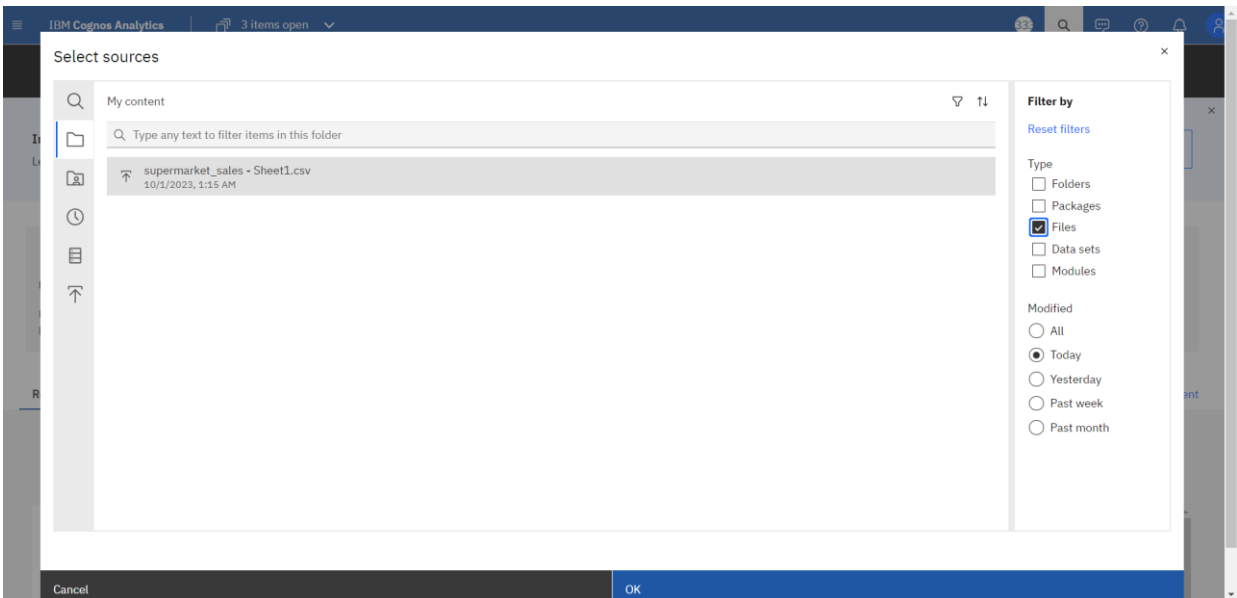 IBM Cognos Analytics
3 items open
Select sources
My content
Type any text to filter items in this folder
supermarket_sales - Sheet1.csv
10/1/2023, 1:15 AM
Filter by
Reset filters
Type
Folders
Packages
Files
Data sets
Modules
Modified
All
Today
Yesterday
Past week
Past month
Cancel
OK